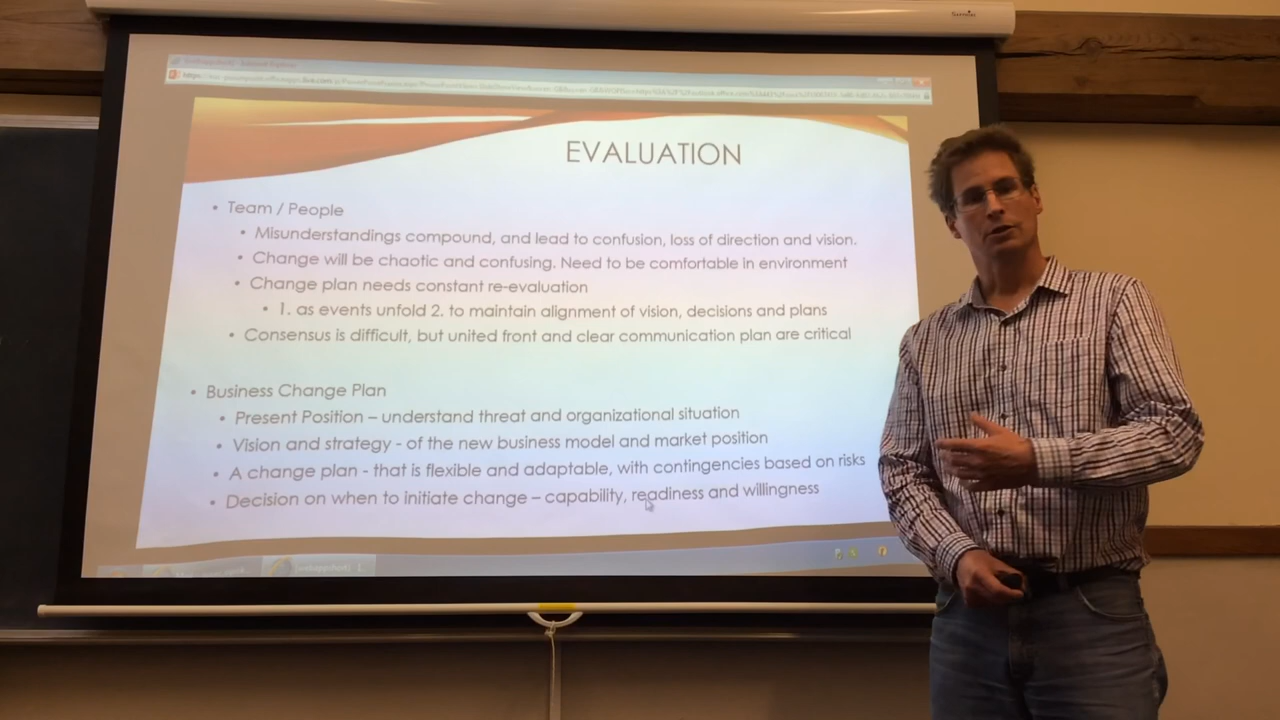 EVALUATION
• Team / People
• Misunderstandings compound, and lead to confusion, loss of direction and vision.
• Change will be chaotic and confusing. Need to be comfortable in environment
• Change plan needs constant re-evaluation
• 1. as events unfold 2. to maintain alignment of vision, decisions and plans
• Consensus is difficult, but united front and clear communication plan are critical
• Business Change Plan
• Present Position – understand threat and organizational situation
• Vision and strategy - of the new business model and market position
• A change plan - that is flexible and adaptable, with contingencies based on risks
• Decision on when to initiate change – capability, readiness and willingness